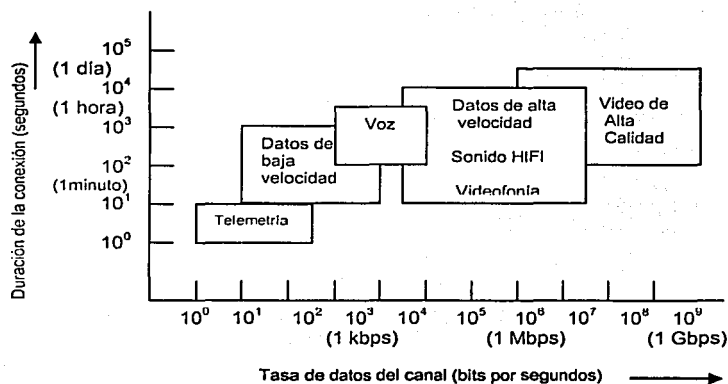 Duración de la conexión (segundos)
10⁵
(1 día)
10⁴
(1 hora)
10³
10²
(1minuto)
10¹
10⁰
Telemetría
Datos de
baja
velocidad
Voz
Datos de alta
velocidad
Sonido HIFI
Videofonía
Video de
Alta
Calidad
10⁰ 10¹ 10² 10³ 10⁴ 10⁵ 10⁶ 10⁷ 10⁸ 10⁹
(1 kbps) (1 Mbps) (1 Gbps)
Tasa de datos del canal (bits por segundos)